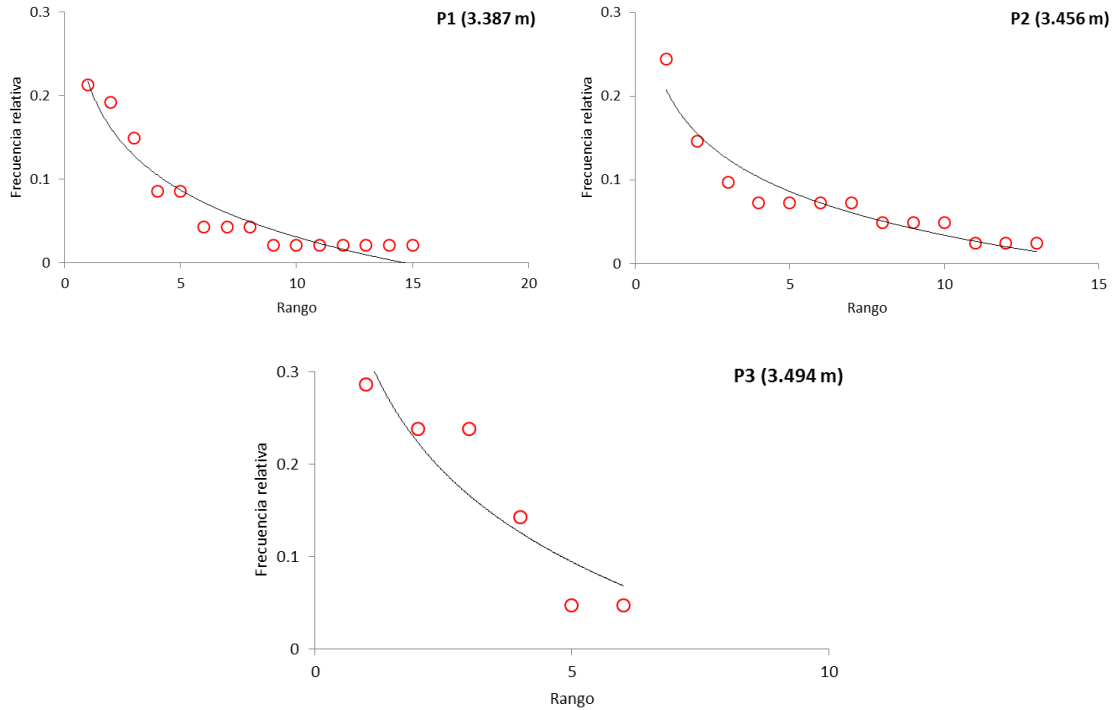 P1 (3.387 m)
Frecuencia relativa
0.3
0.2
0.1
0
0 5 10 15 20
Rango
P2 (3.456 m)
Frecuencia relativa
0.3
0.2
0.1
0
0 5 10 15
Rango
P3 (3.494 m)
Frecuencia relativa
0.3
0.2
0.1
0
0 5 10
Rango